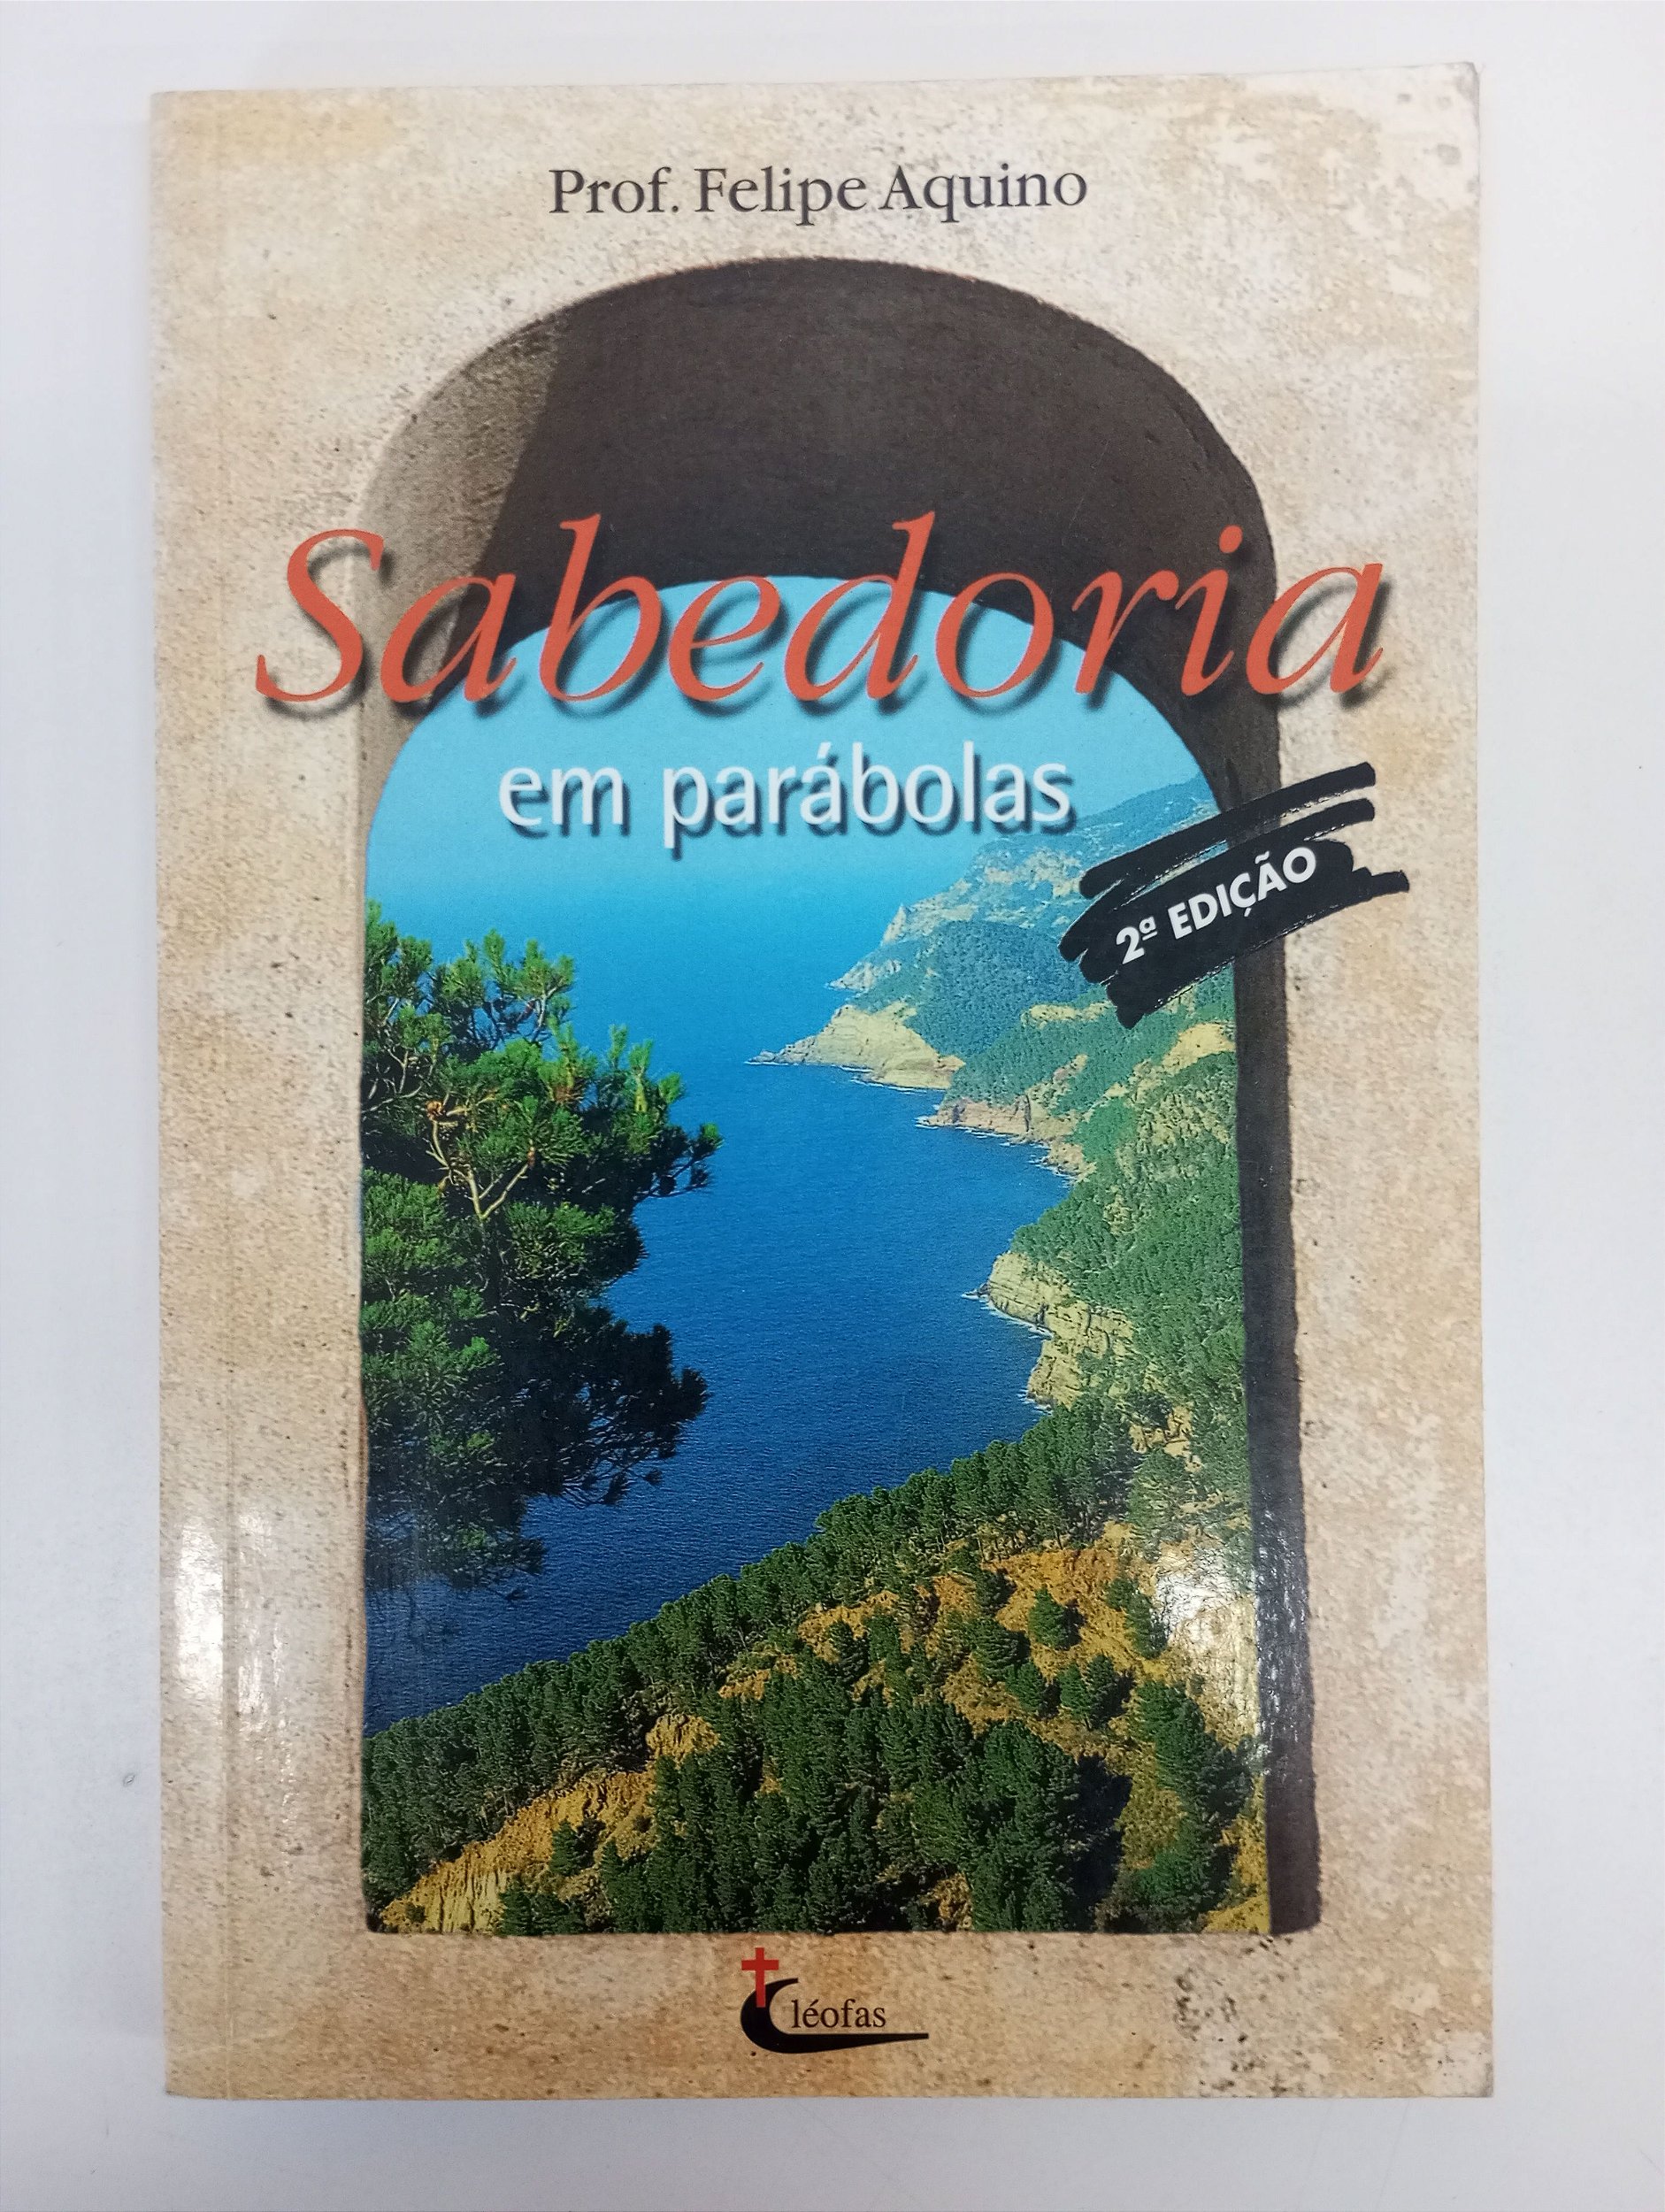 Prof. Felipe Aquino
Sabedoria
em parábolas
2ª EDIÇÃO
Cléofas